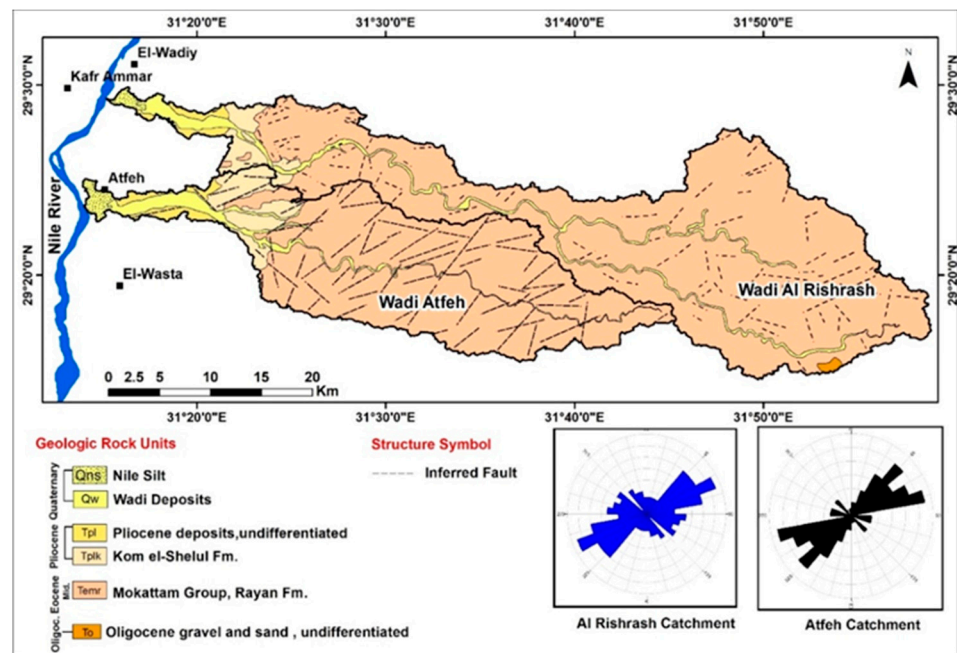 31°20'0"E 31°30'0"E 31°40'0"E 31°50'0"E
El-Wadiy
N
Kafr Ammar
29°30'0"N 29°30'0"N
Atfeh
Nile River
El-Wasta
29°20'0"N 29°20'0"N
Wadi Atfeh
Wadi Al Rishrash
0 2.5 5 10 15 20
Km
31°20'0"E 31°30'0"E 31°40'0"E 31°50'0"E
Geologic Rock Units
Quaternary
Qns Nile Silt
Qw Wadi Deposits
Pliocene
Tpl Pliocene deposits,undifferentiated
Tplk Kom el-Shelul Fm.
Mid. Eocene
Temr Mokattam Group, Rayan Fm.
Oligoc.
To Oligocene gravel and sand , undifferentiated
Structure Symbol
Inferred Fault
Al Rishrash Catchment
Atfeh Catchment